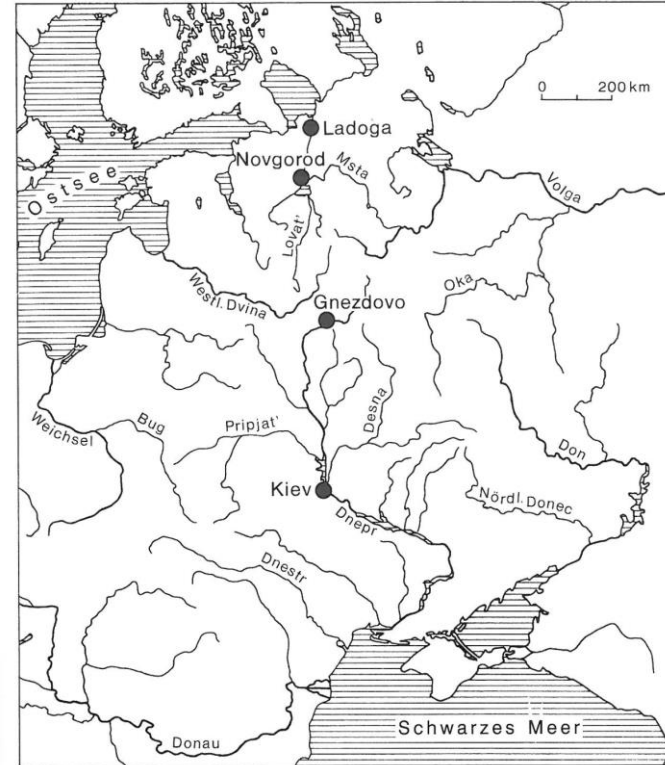 0 200 km
Ladoga
Novgorod
Msta
Volga
Ostsee
Lovat'
Oka
Westl. Dvina
Gnezdovo
Desna
Weichsel
Bug
Pripjat'
Don
Kiev
Nördl. Donec
Dnepr
Dnestr
Schwarzes Meer
Donau